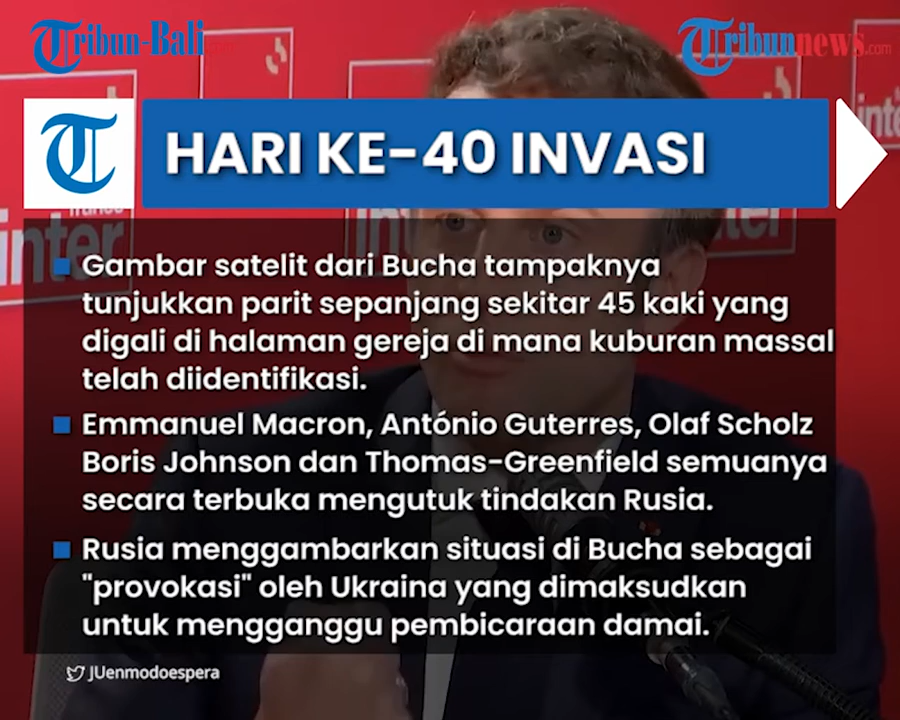 Tribun-Bali
Tribunnews.com
HARI KE-40 INVASI
france
inter
inter
Gambar satelit dari Bucha tampaknya
tunjukkan parit sepanjang sekitar 45 kaki yang
digali di halaman gereja di mana kuburan massal
telah diidentifikasi.
Emmanuel Macron, António Guterres, Olaf Scholz
Boris Johnson dan Thomas-Greenfield semuanya
secara terbuka mengutuk tindakan Rusia.
Rusia menggambarkan situasi di Bucha sebagai
"provokasi" oleh Ukraina yang dimaksudkan
untuk mengganggu pembicaraan damai.
JUenmodoespera